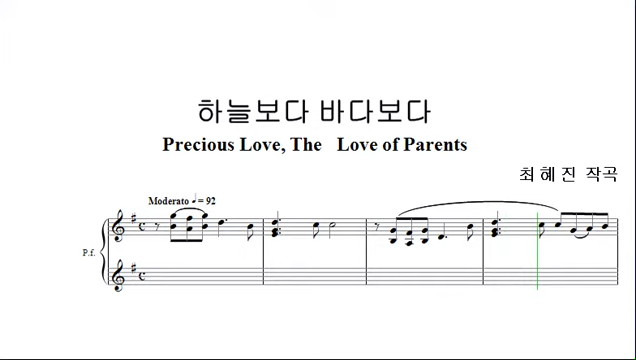 하늘보다 바다보다
Precious Love, The Love of Parents
최 혜 진 작곡
Moderato ♩ = 92
P.f.